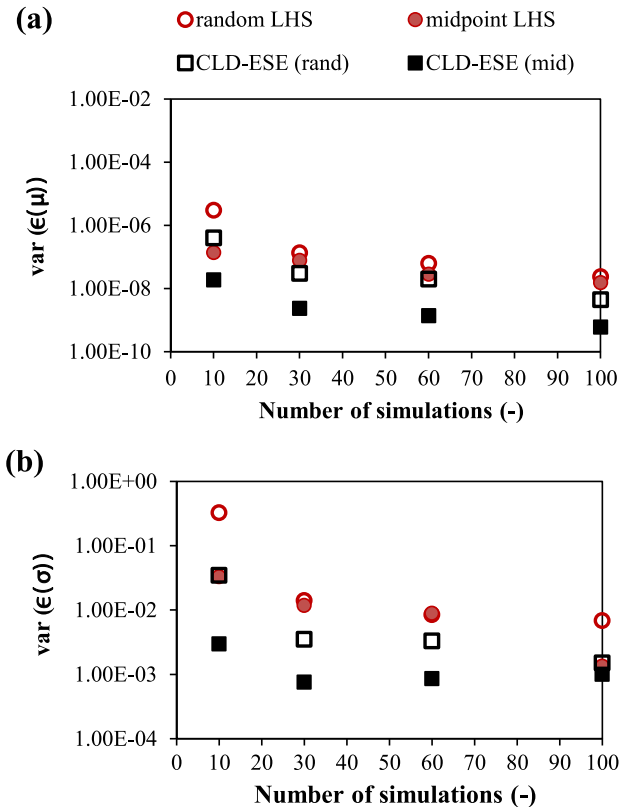 (a)
random LHS midpoint LHS
CLD-ESE (rand) CLD-ESE (mid)
1.00E-02
1.00E-04
1.00E-06
1.00E-08
1.00E-10
var (ϵ(μ))
0 10 20 30 40 50 60 70 80 90 100
Number of simulations (-)
(b)
1.00E+00
1.00E-01
1.00E-02
1.00E-03
1.00E-04
var (ϵ(σ))
0 10 20 30 40 50 60 70 80 90 100
Number of simulations (-)